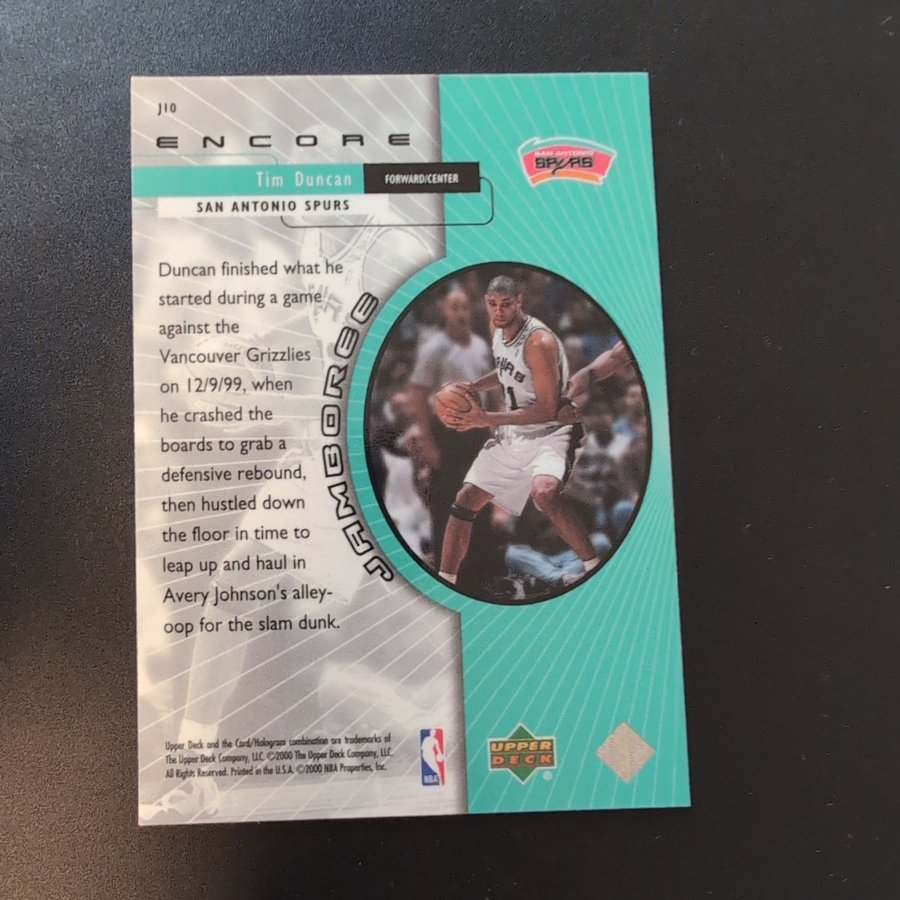 J10
ENCORE
Tim Duncan
FORWARD/CENTER
SAN ANTONIO SPURS
SAN ANTONIO
SPURS
Duncan finished what he
started during a game
against the
Vancouver Grizzlies
on 12/9/99, when
he crashed the
boards to grab a
defensive rebound,
then hustled down
the floor in time to
leap up and haul in
Avery Johnson's alley-
oop for the slam dunk.
JAMBOREE
SPURS
21
Upper Deck and the Card/Hologram combination are trademarks of
The Upper Deck Company, LLC. ©2000 The Upper Deck Company, LLC.
All Rights Reserved. Printed in the U.S.A. ©2000 NBA Properties, Inc.
NBA
UPPER
DECK
®